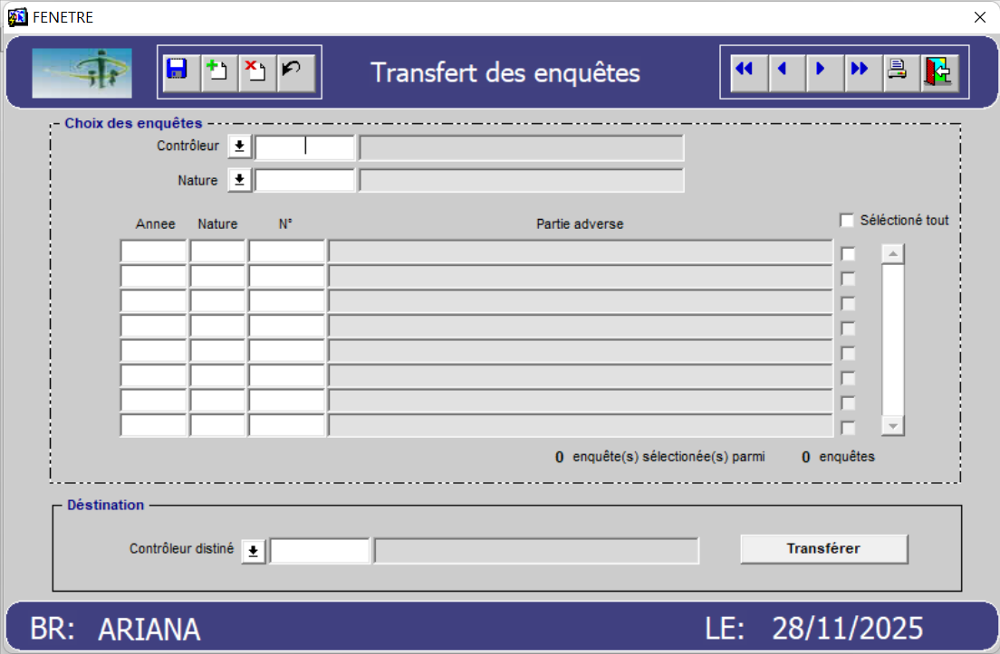 FENETRE
Transfert des enquêtes
Choix des enquêtes
Contrôleur
Nature
Annee Nature N° Partie adverse Séléctioné tout
0 enquête(s) sélectionée(s) parmi 0 enquêtes
Déstination
Contrôleur distiné Transférer
BR: ARIANA LE: 28/11/2025